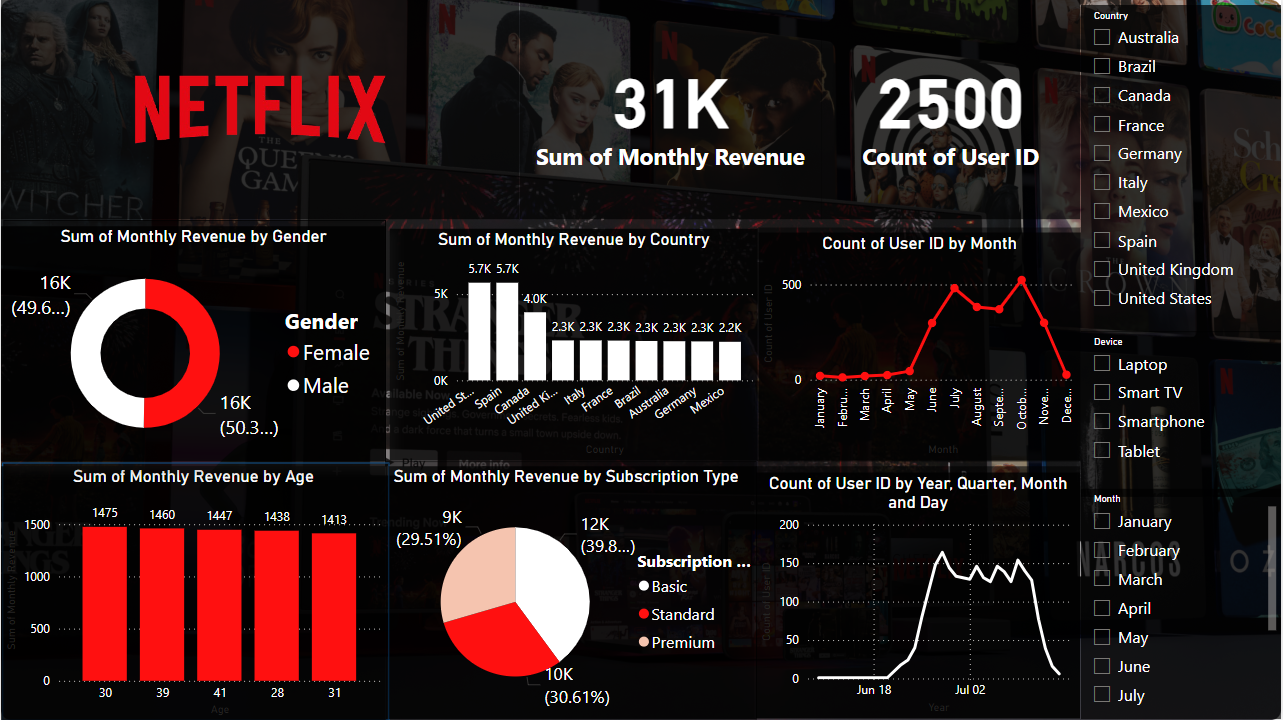 NETFLIX
31K
Sum of Monthly Revenue
2500
Count of User ID
THE
QUEEN'S
GAM
WITCHER
Sum of Monthly Revenue by Gender
16K
(49.6...)
16K
(50.3...)
Gender
Female
Male
Sum of Monthly Revenue by Country
Sum of Monthly Revenue
5K
0K
5.7K
5.7K
4.0K
2.3K
2.3K
2.3K
2.3K
2.3K
2.3K
2.2K
United St...
Spain
Canada
United Ki...
Italy
France
Brazil
Australia
Germany
Mexico
Country
Count of User ID by Month
Count of User ID
500
0
January
Febru...
March
April
May
June
July
August
Septe...
Octob...
Nove...
Dece...
Month
Sum of Monthly Revenue by Age
Sum of Monthly Revenue
1500
1000
500
0
1475
1460
1447
1438
1413
30
39
41
28
31
Age
Sum of Monthly Revenue by Subscription Type
9K
(29.51%)
12K
(39.8...)
10K
(30.61%)
Subscription ...
Basic
Standard
Premium
Count of User ID by Year, Quarter, Month
and Day
Count of User ID
200
150
100
50
0
Jun 18
Jul 02
Year
Country
Australia
Brazil
Canada
France
Germany
Italy
Mexico
Spain
United Kingdom
United States
Device
Laptop
Smart TV
Smartphone
Tablet
Month
January
February
March
April
May
June
July
NARCOS